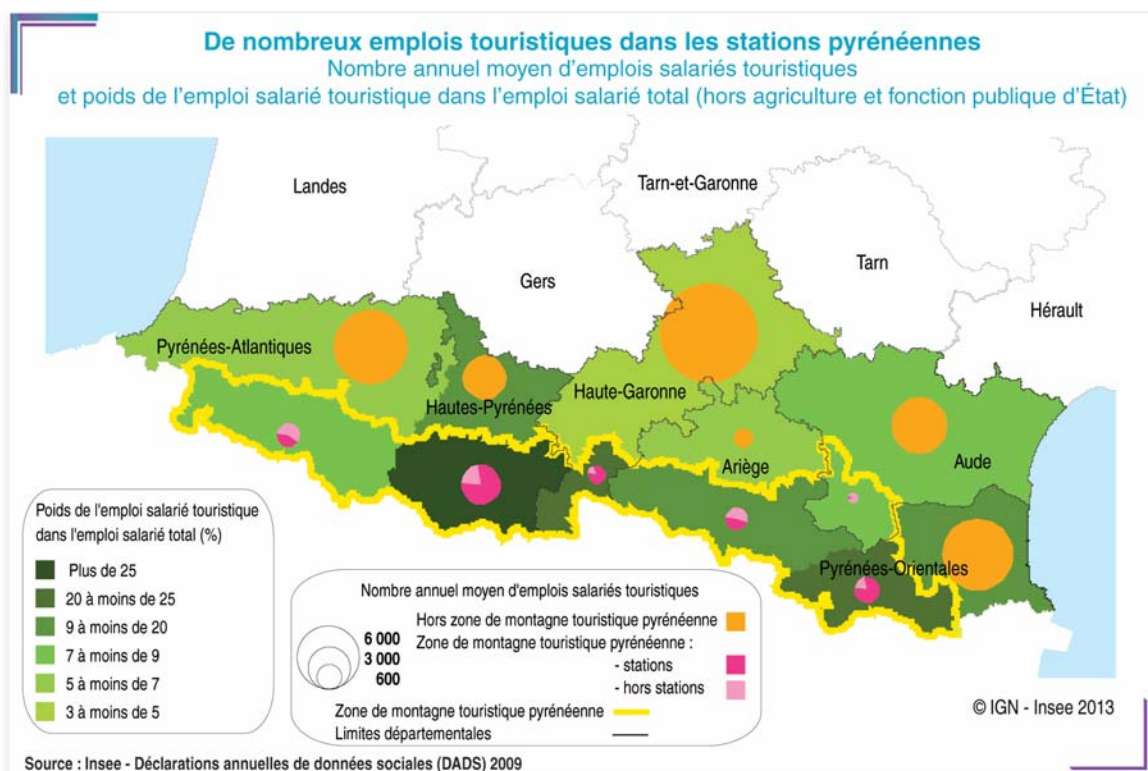 De nombreux emplois touristiques dans les stations pyrénéennes
Nombre annuel moyen d'emplois salariés touristiques
et poids de l'emploi salarié touristique dans l'emploi salarié total (hors agriculture et fonction publique d'État)
Landes
Tarn-et-Garonne
Gers
Tarn
Hérault
Pyrénées-Atlantiques
Hautes-Pyrénées
Haute-Garonne
Ariège
Aude
Pyrénées-Orientales
Poids de l'emploi salarié touristique
dans l'emploi salarié total (%)
Plus de 25
20 à moins de 25
9 à moins de 20
7 à moins de 9
5 à moins de 7
3 à moins de 5
Nombre annuel moyen d'emplois salariés touristiques
6 000
3 000
600
Hors zone de montagne touristique pyrénéenne
Zone de montagne touristique pyrénéenne :
- stations
- hors stations
Zone de montagne touristique pyrénéenne
Limites départementales
© IGN - Insee 2013
Source : Insee - Déclarations annuelles de données sociales (DADS) 2009